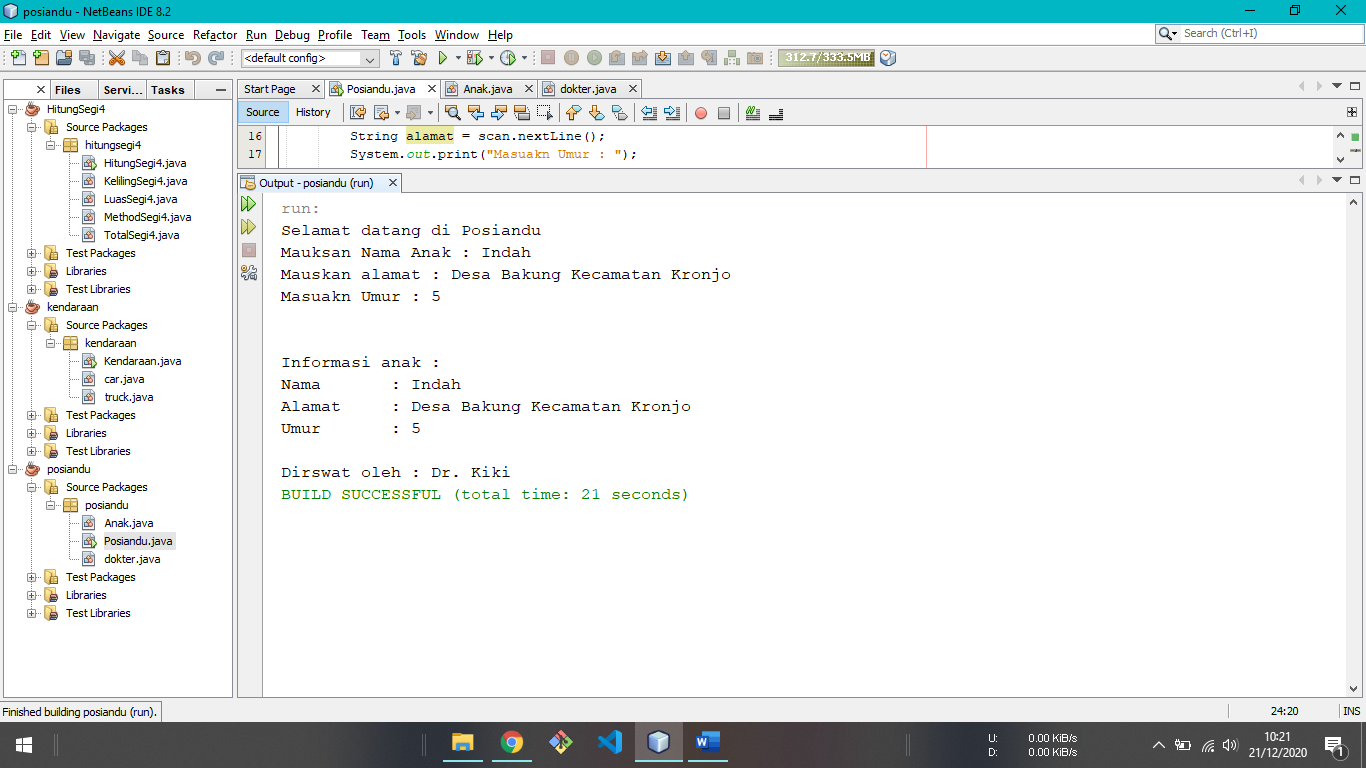 posiandu - NetBeans IDE 8.2
File Edit View Navigate Source Refactor Run Debug Profile Team Tools Window Help
Search (Ctrl+I)
<default config>
312.7/333.5MB
Files Servi... Tasks
Start Page Posiandu.java Anak.java dokter.java
Source History
16 String alamat = scan.nextLine();
17 System.out.print("Masuakn Umur : ");
HitungSegi4
Source Packages
hitungsegi4
HitungSegi4.java
KelilingSegi4.java
LuasSegi4.java
MethodSegi4.java
TotalSegi4.java
Test Packages
Libraries
Test Libraries
kendaraan
Source Packages
kendaraan
Kendaraan.java
car.java
truck.java
Test Packages
Libraries
Test Libraries
posiandu
Source Packages
posiandu
Anak.java
Posiandu.java
dokter.java
Test Packages
Libraries
Test Libraries
Output - posiandu (run)
run:
Selamat datang di Posiandu
Mauksan Nama Anak : Indah
Mauskan alamat : Desa Bakung Kecamatan Kronjo
Masuakn Umur : 5
Informasi anak :
Nama : Indah
Alamat : Desa Bakung Kecamatan Kronjo
Umur : 5
Dirswat oleh : Dr. Kiki
BUILD SUCCESSFUL (total time: 21 seconds)
Finished building posiandu (run).
24:20 INS
U: 0.00 KiB/s
D: 0.00 KiB/s
10:21
21/12/2020
1